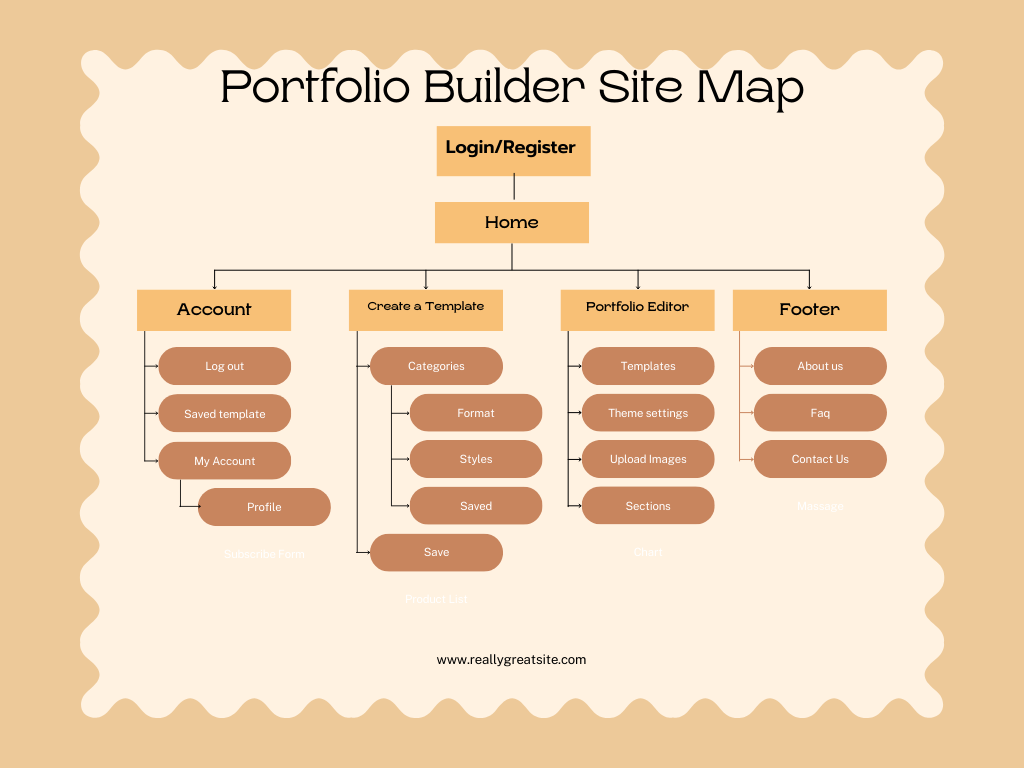 Portfolio Builder Site Map
Login/Register
Home
Account
Log out
Saved template
My Account
Profile
Subscribe Form
Create a Template
Categories
Format
Styles
Saved
Save
Product List
Portfolio Editor
Templates
Theme settings
Upload Images
Sections
Chart
Footer
About us
Faq
Contact Us
Message
www.reallygreatsite.com